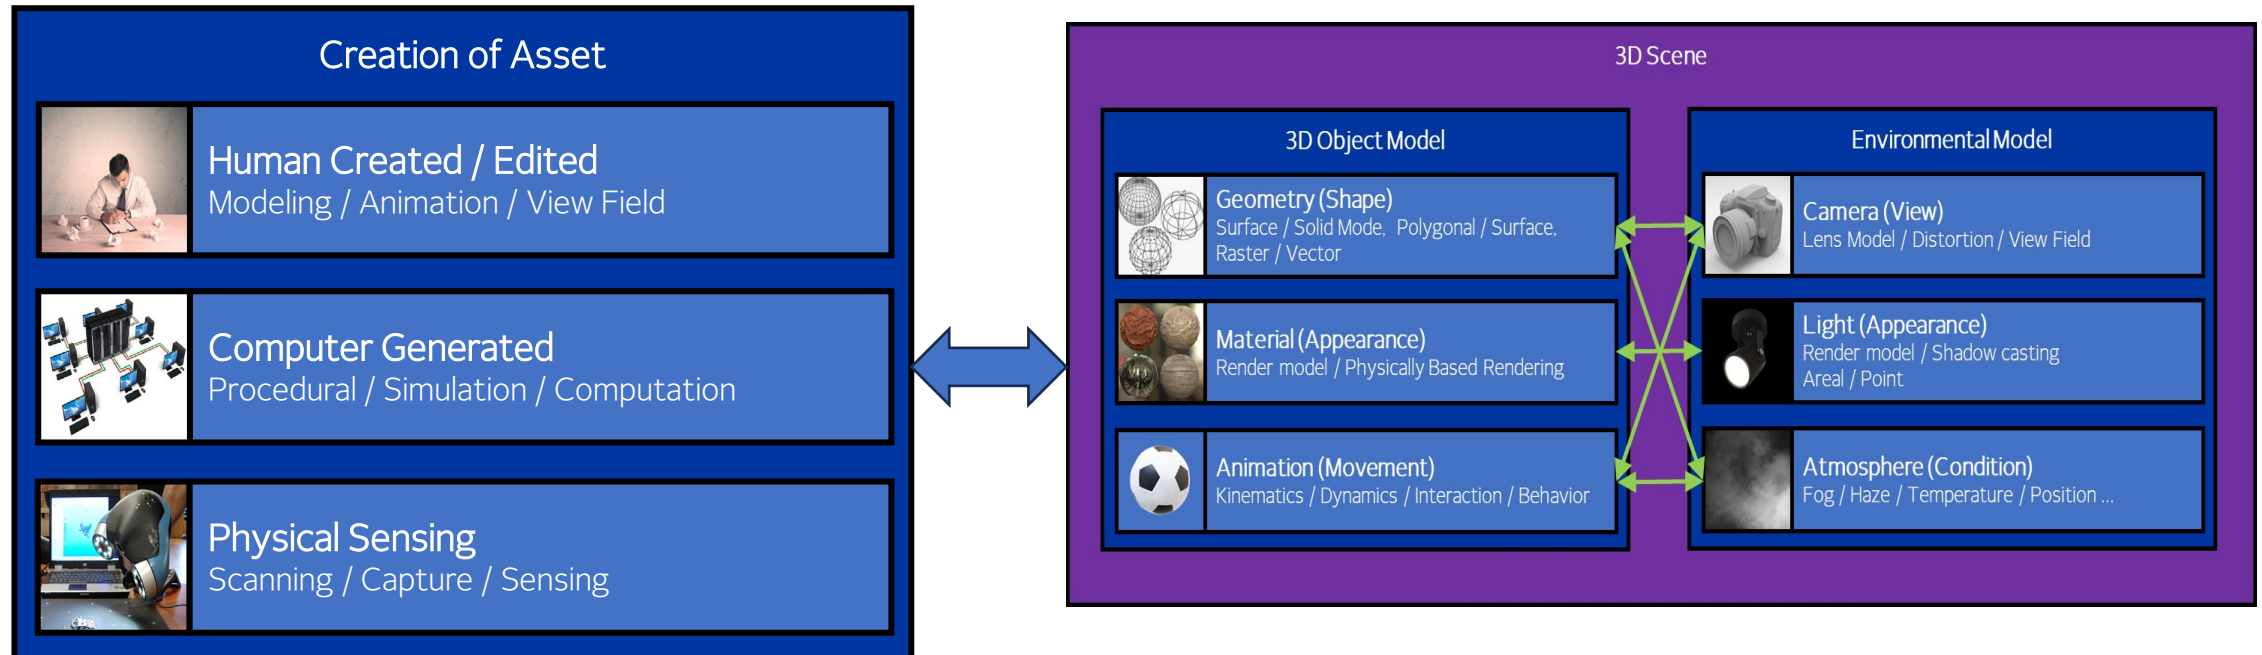 Creation of Asset
Human Created / Edited
Modeling / Animation / View Field
Computer Generated
Procedural / Simulation / Computation
Physical Sensing
Scanning / Capture / Sensing
3D Scene
3D Object Model
Geometry (Shape)
Surface / Solid Mode, Polygonal / Surface,
Raster / Vector
Material (Appearance)
Render model / Physically Based Rendering
Animation (Movement)
Kinematics / Dynamics / Interaction / Behavior
Environmental Model
Camera (View)
Lens Model / Distortion / View Field
Light (Appearance)
Render model / Shadow casting
Areal / Point
Atmosphere (Condition)
Fog / Haze / Temperature / Position ...